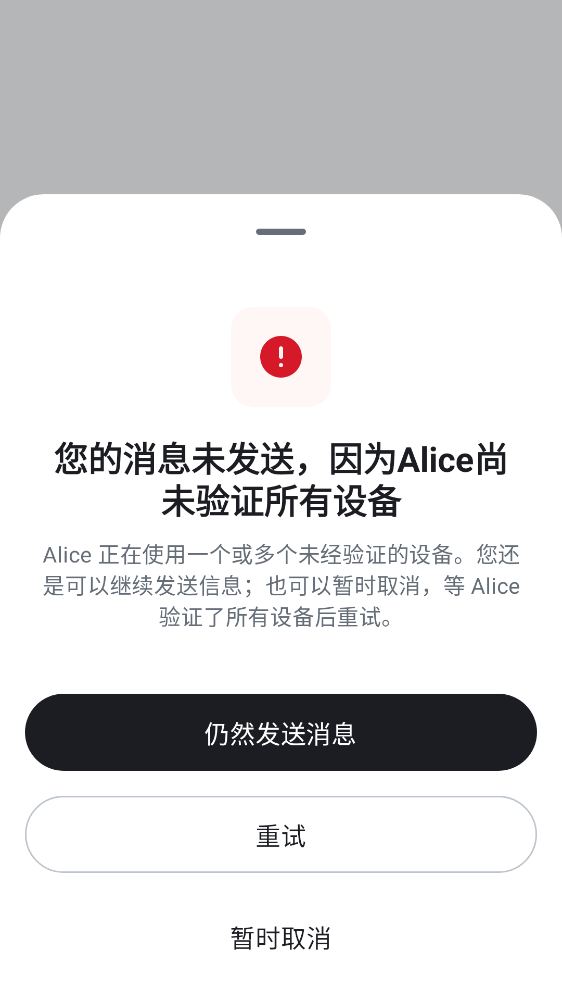 您的消息未发送，因为Alice尚
未验证所有设备
Alice 正在使用一个或多个未经验证的设备。您还
是可以继续发送信息；也可以暂时取消，等 Alice
验证了所有设备后重试。
仍然发送消息
重试
暂时取消